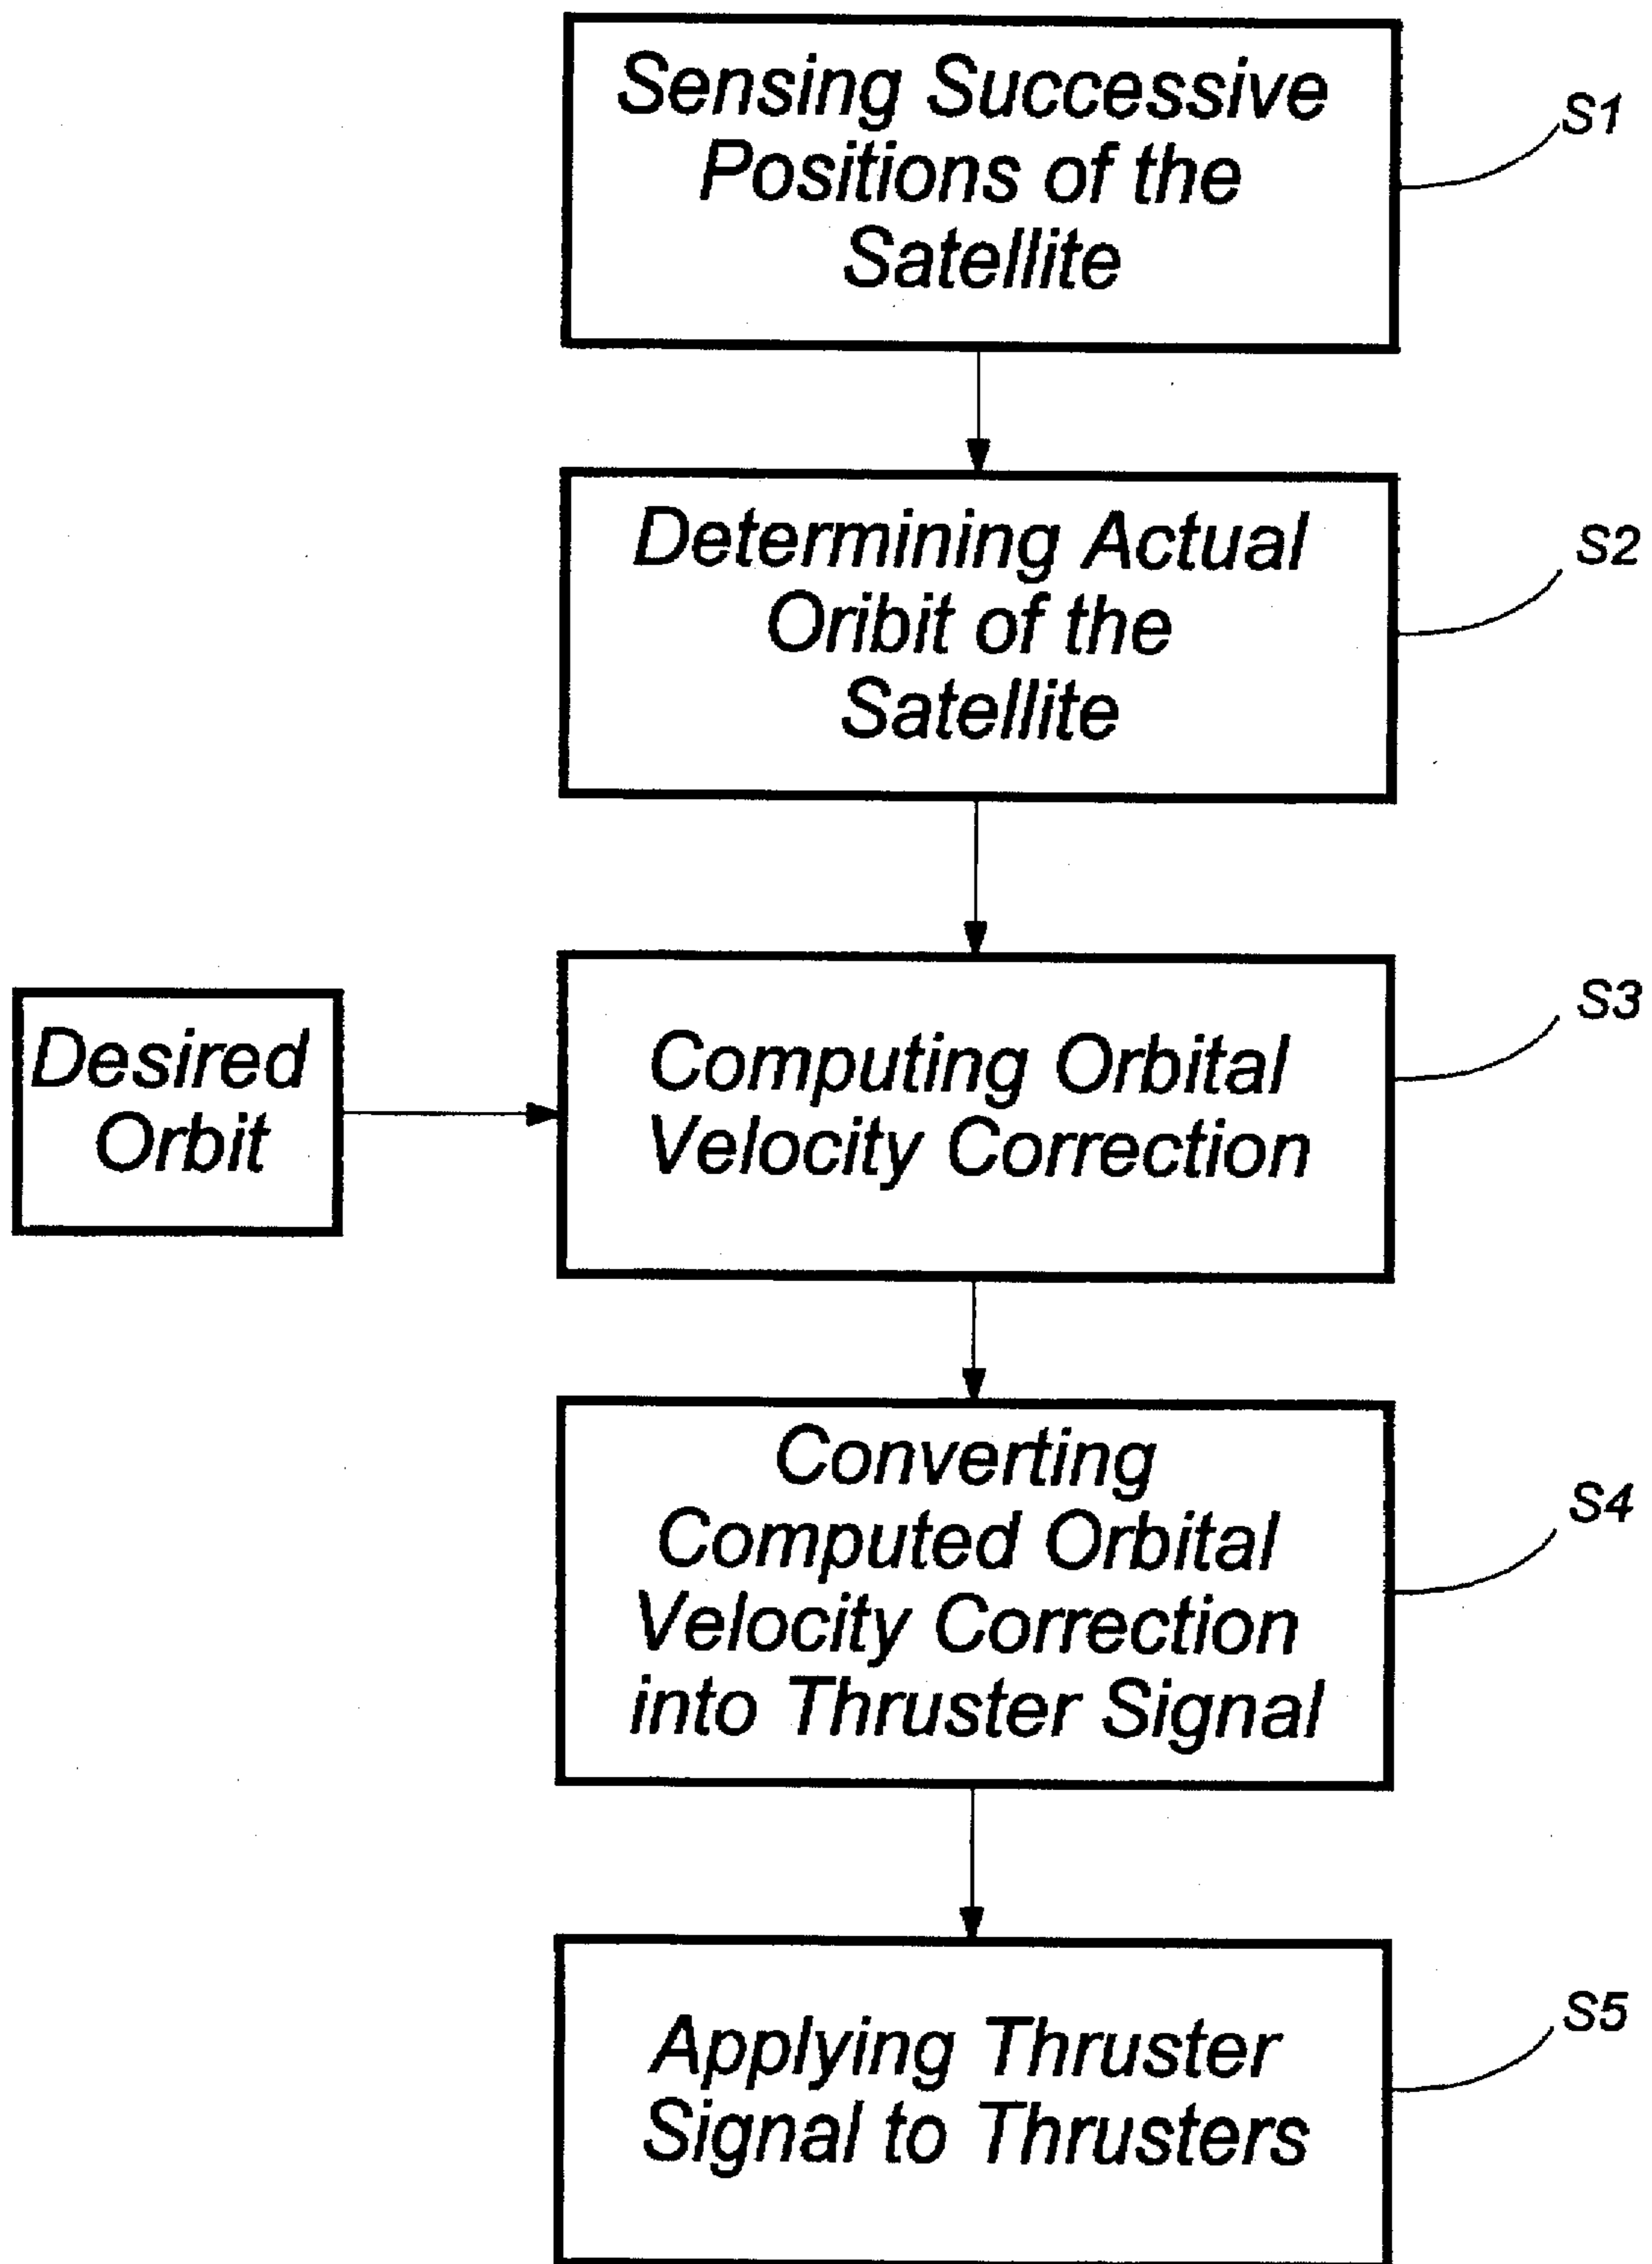 Sensing Successive
Positions of the
Satellite
S1
Determining Actual
Oribit of the
Satellite
S2
Desired
Orbit
Computing Orbital
Velocity Correction
S3
Converting
Computed Orbital
Velocity Correction
into Thruster Signal
S4
Applying Thruster
Signal to Thrusters
S5